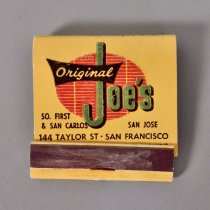 Original
Joe's
SO. FIRST
& SAN CARLOS SAN JOSE
144 TAYLOR ST · SAN FRANCISCO